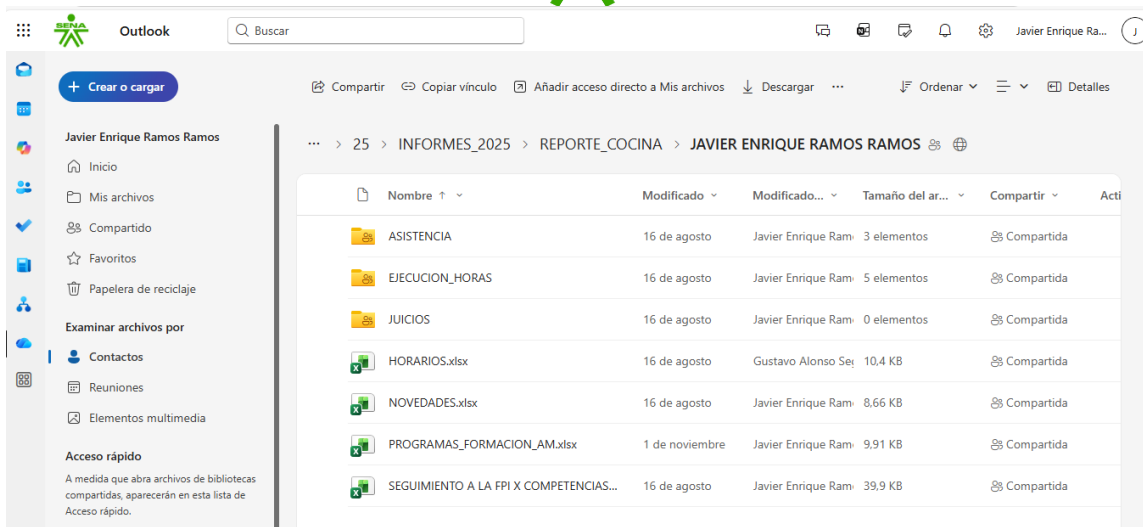 SENA
Outlook
Buscar
Javier Enrique Ra...
J
+ Crear o cargar
Compartir
Copiar vínculo
Añadir acceso directo a Mis archivos
Descargar
...
Ordenar
Detalles
Javier Enrique Ramos Ramos
Inicio
Mis archivos
Compartido
Favoritos
Papelera de reciclaje
Examinar archivos por
Contactos
Reuniones
Elementos multimedia
Acceso rápido
A medida que abra archivos de bibliotecas
compartidas, aparecerán en esta lista de
Acceso rápido.
... > 25 > INFORMES_2025 > REPORTE_COCINA > JAVIER ENRIQUE RAMOS RAMOS
Nombre ↑ Modificado Modificado... Tamaño del ar... Compartir Acti
ASISTENCIA 16 de agosto Javier Enrique Ram 3 elementos Compartida
EJECUCION_HORAS 16 de agosto Javier Enrique Ram 5 elementos Compartida
JUICIOS 16 de agosto Javier Enrique Ram 0 elementos Compartida
HORARIOS.xlsx 16 de agosto Gustavo Alonso Seg 10,4 KB Compartida
NOVEDADES.xlsx 16 de agosto Javier Enrique Ram 8,66 KB Compartida
PROGRAMAS_FORMACION_AM.xlsx 1 de noviembre Javier Enrique Ram 9,91 KB Compartida
SEGUIMIENTO A LA FPI X COMPETENCIAS... 16 de agosto Javier Enrique Ram 39,9 KB Compartida